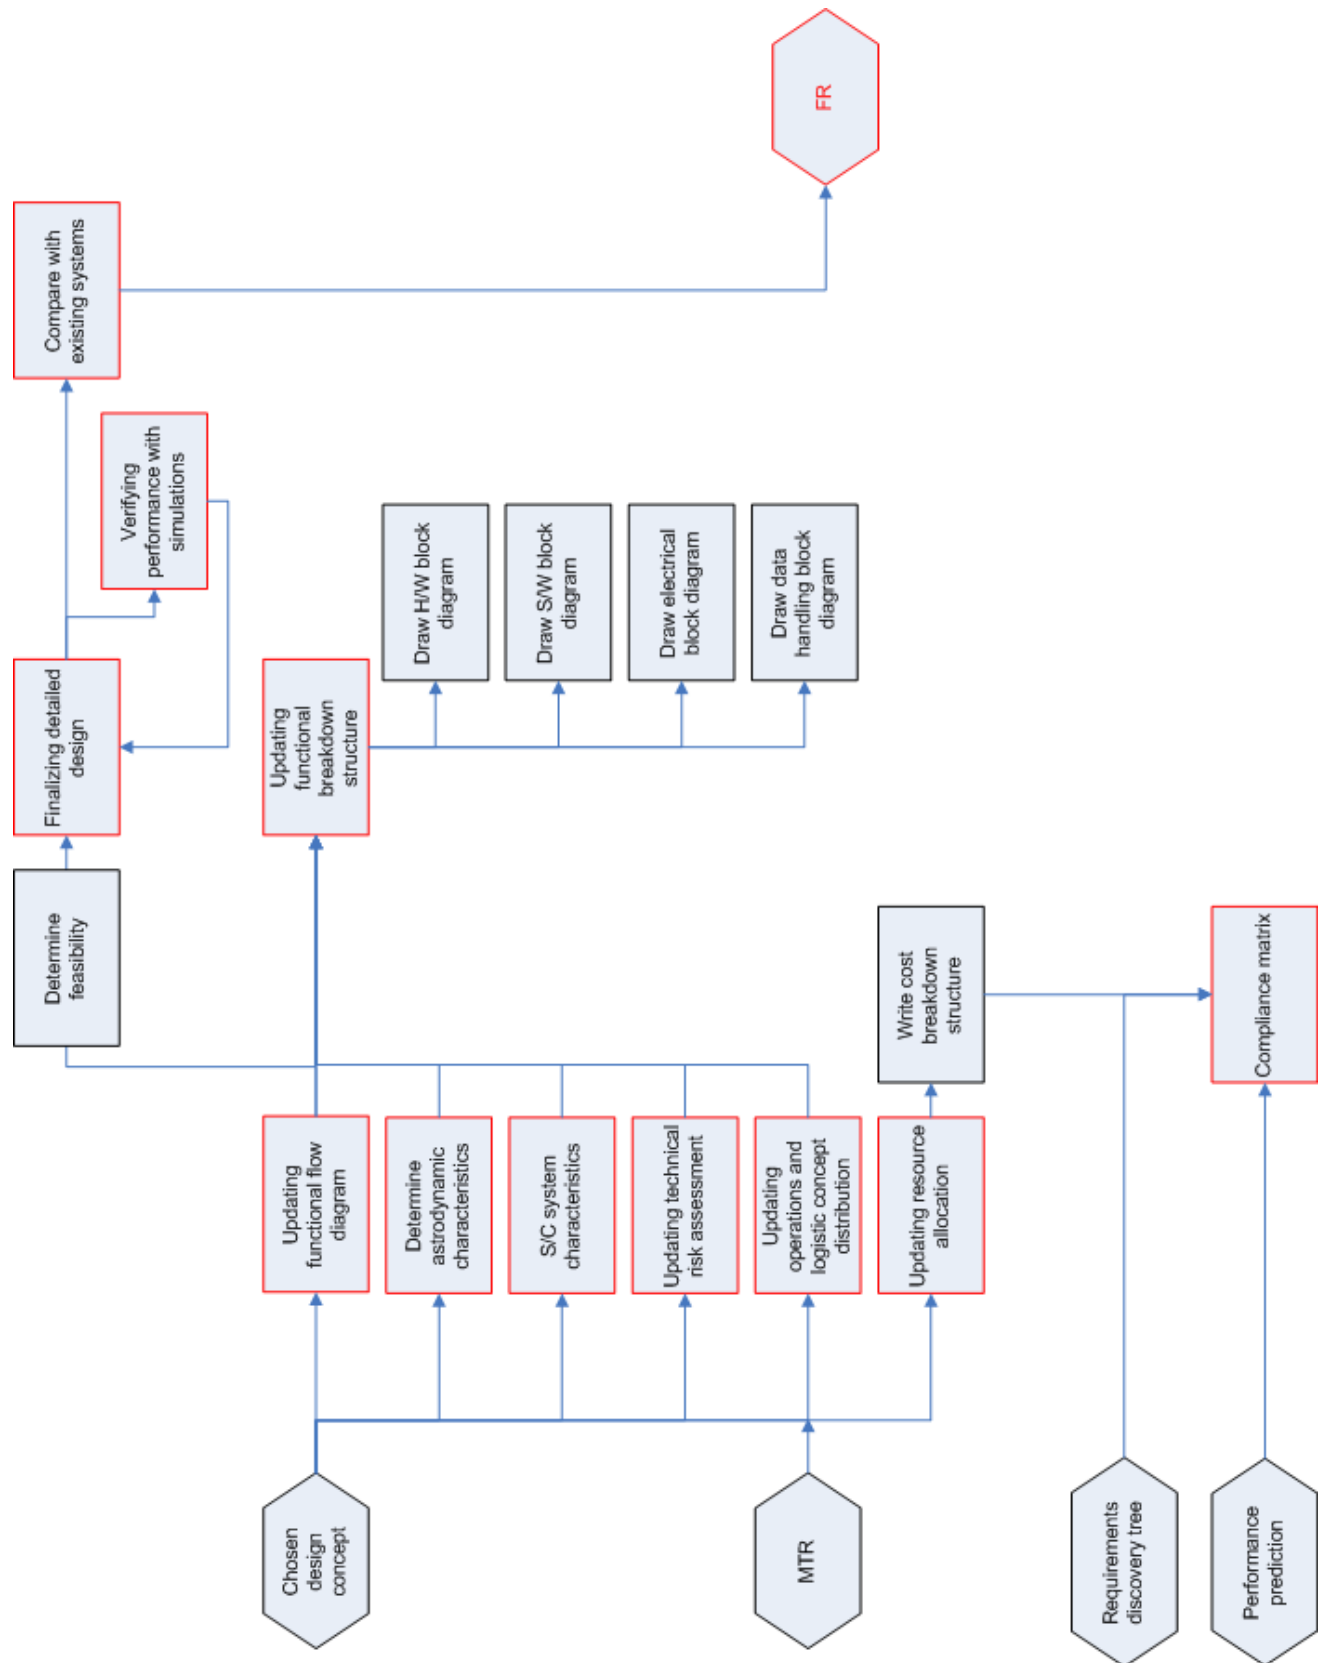 Compare with
existing systems
FR
Verifying
performance with
simulations
Finalizing detailed
design
Determine
feasibility
Updating
functional
breakdown
structure
Draw H/W block
diagram
Draw S/W block
diagram
Draw electrical
block diagram
Draw data
handling block
diagram
Updating
functional flow
diagram
Determine
astrodynamic
characteristics
S/C system
characteristics
Updating technical
risk assessment
Updating
operations and
logistic concept
distribution
Updating resource
allocation
Write cost
breakdown
structure
Compliance matrix
Chosen
design
concept
MTR
Requirements
discovery tree
Performance
prediction